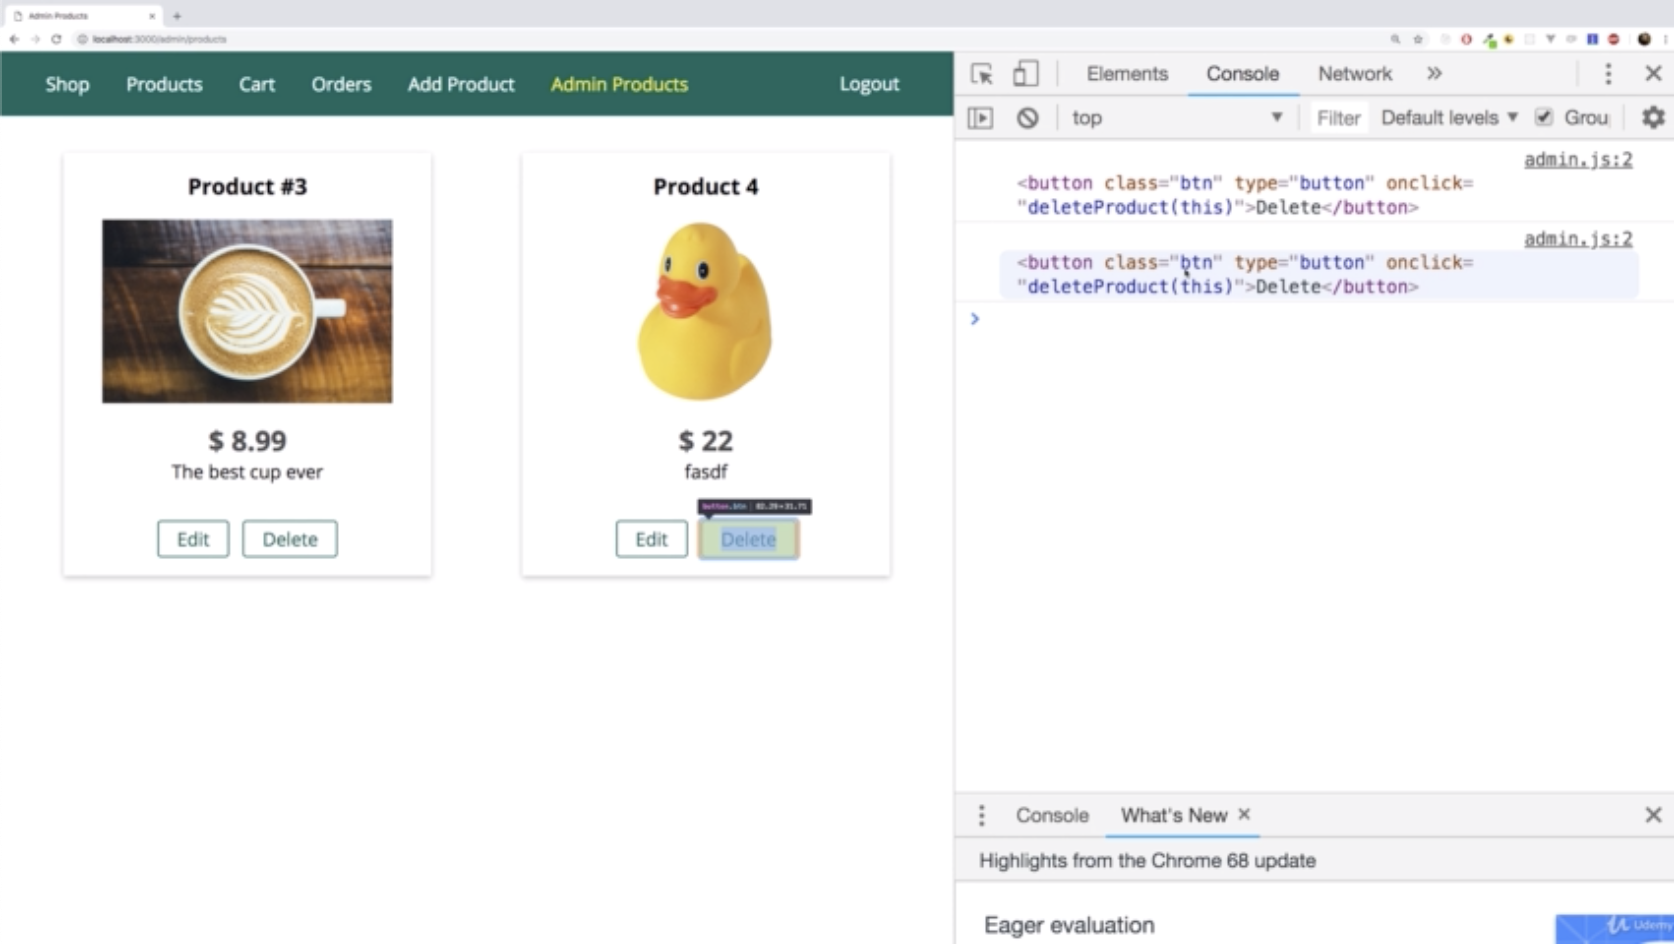 Admin Products
localhost:3000/admin/products
Shop Products Cart Orders Add Product Admin Products Logout
Product #3
$ 8.99
The best cup ever
Edit Delete
Product 4
$ 22
fasdf
button.btn 82.29×31.71
Edit Delete
Elements Console Network
top Filter Default levels Grou
admin.js:2
<button class="btn" type="button" onclick=
"deleteProduct(this)">Delete</button>
admin.js:2
<button class="btn" type="button" onclick=
"deleteProduct(this)">Delete</button>
Console What's New
Highlights from the Chrome 68 update
Eager evaluation
Udemy